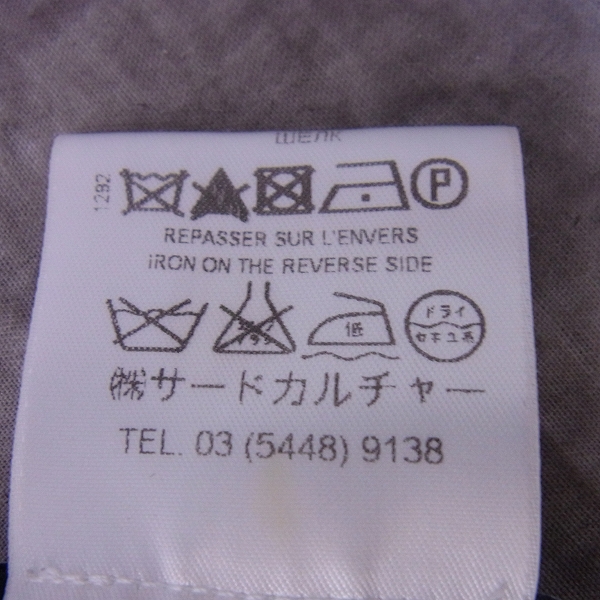 1292
P
REPASSER SUR L'ENVERS
iRON ON THE REVERSE SIDE
低
ドライ
セキユ系
㈱サードカルチャー
TEL. 03 (5448) 9138